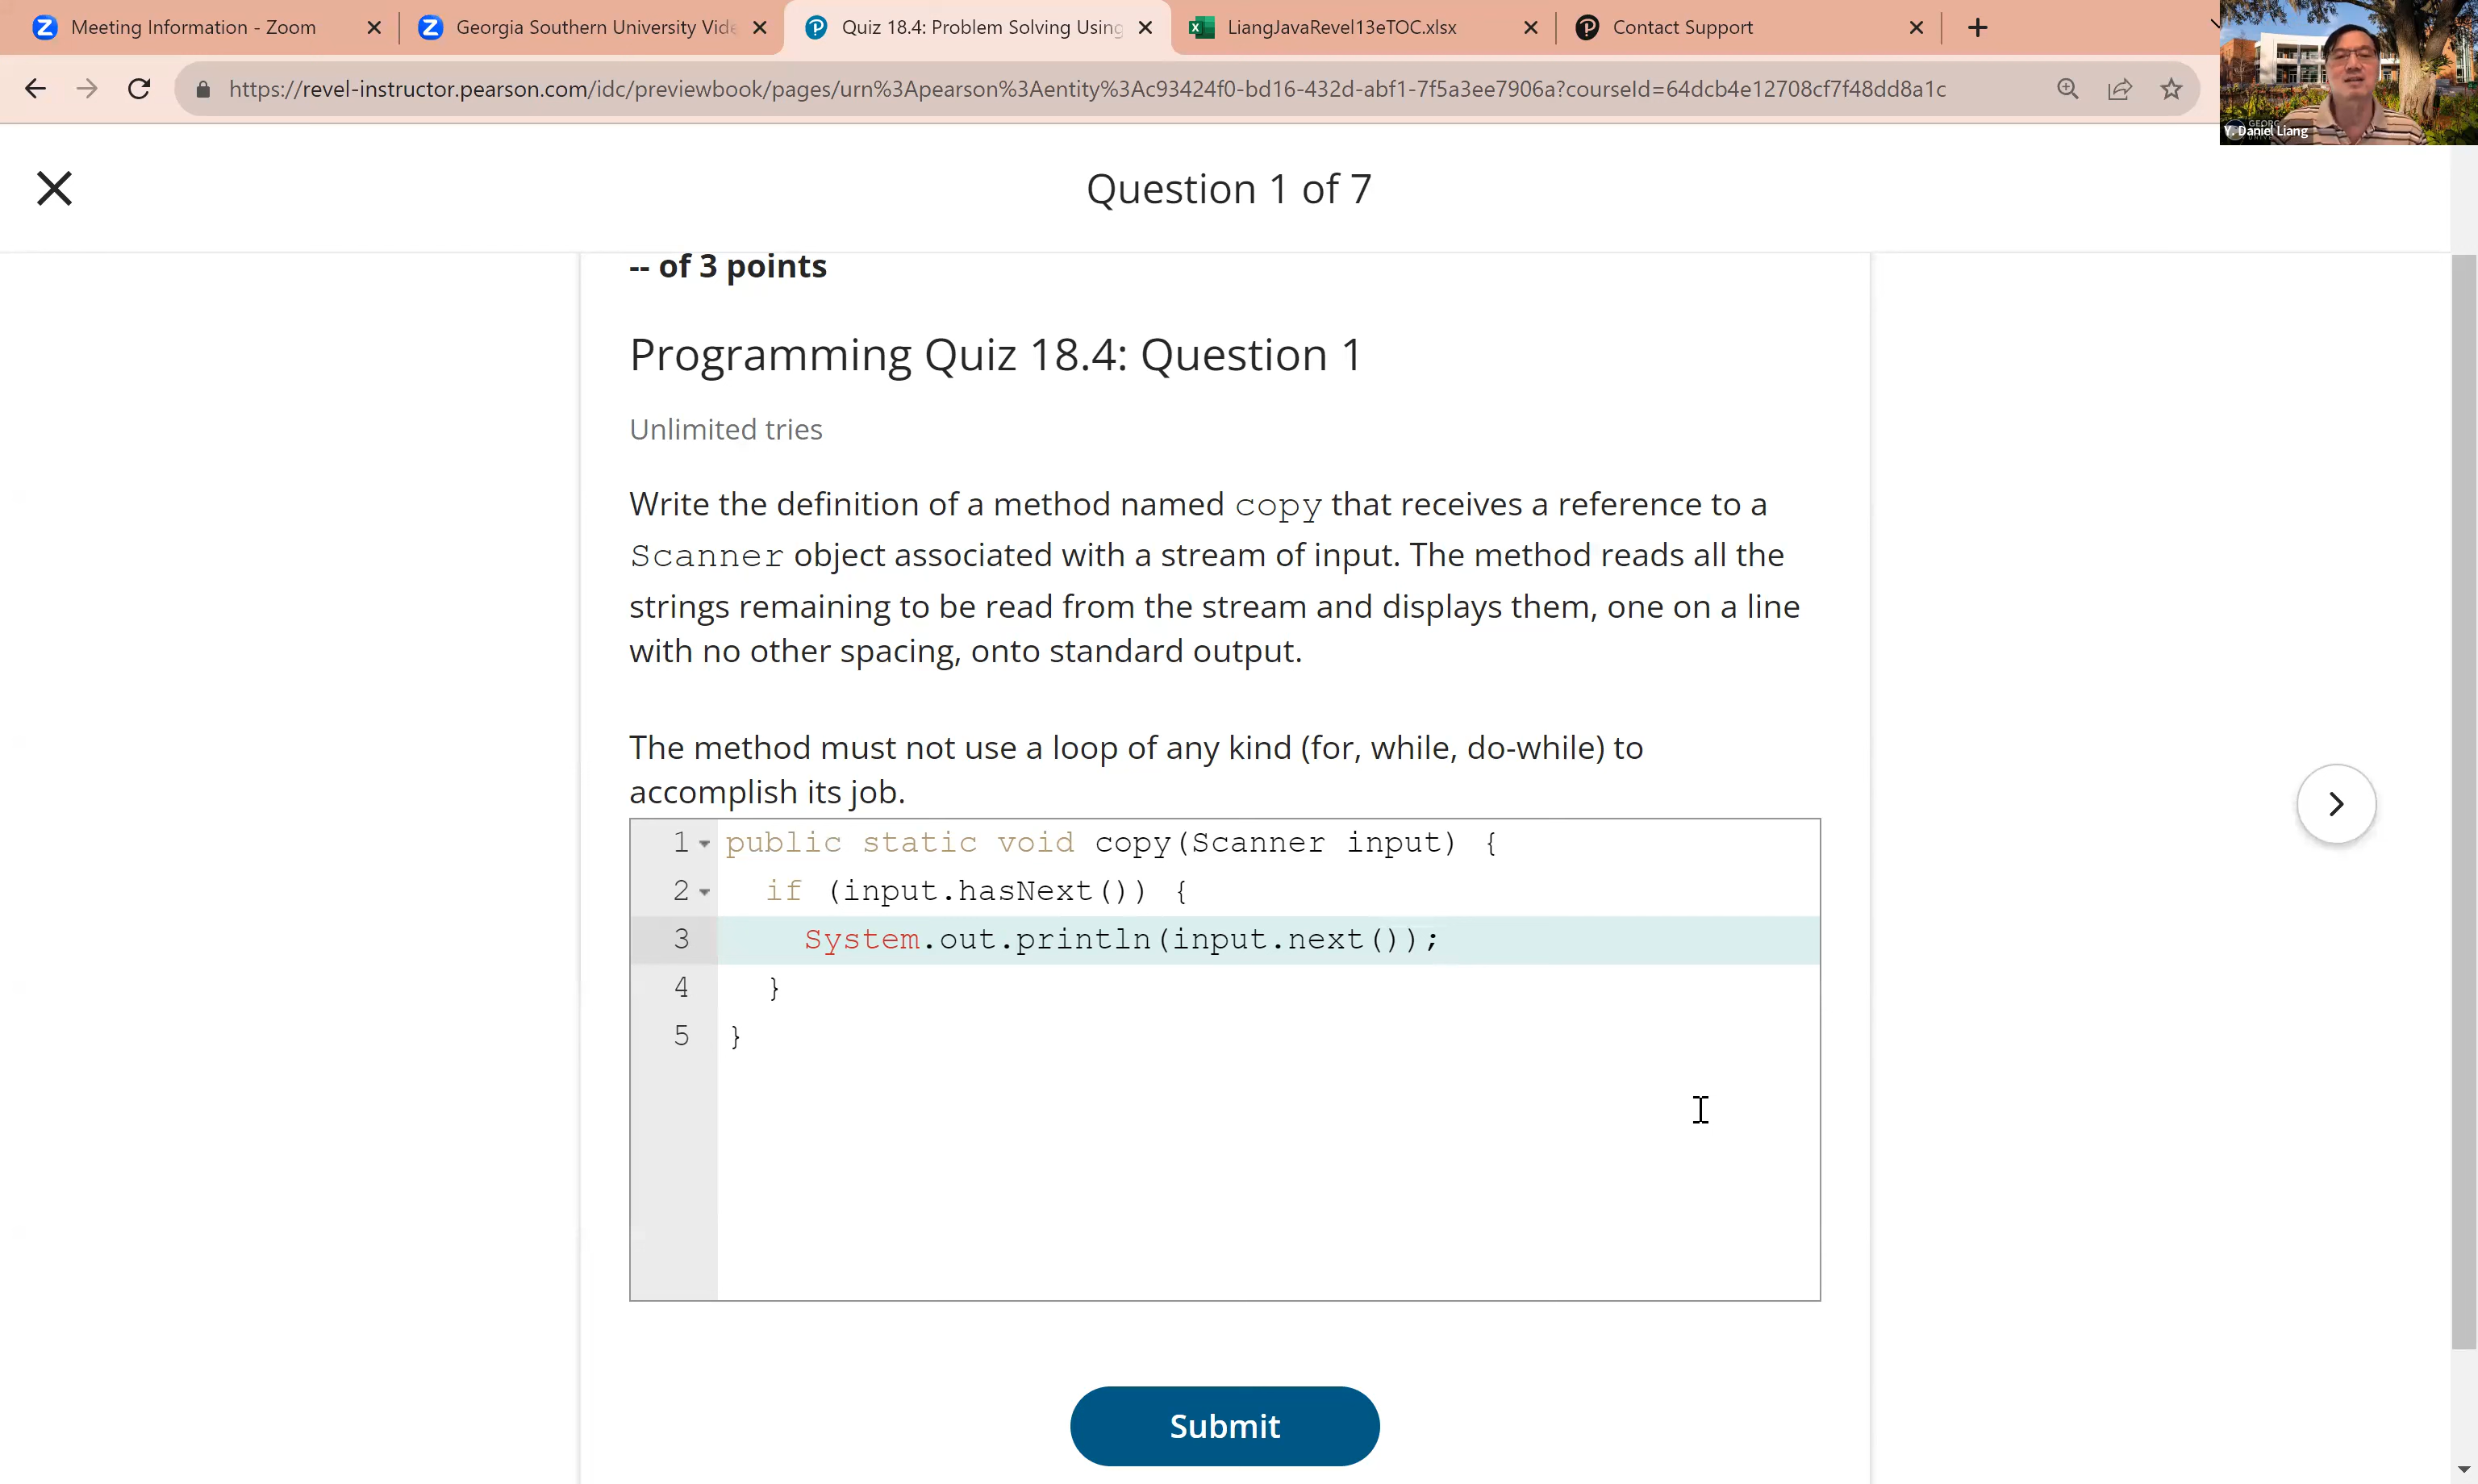 Meeting Information - Zoom
Georgia Southern University Vide
Quiz 18.4: Problem Solving Using
LiangJavaRevel13eTOC.xlsx
Contact Support
https://revel-instructor.pearson.com/idc/previewbook/pages/urn%3Apearson%3Aentity%3Ac93424f0-bd16-432d-abf1-7f5a3ee7906a?courseId=64dcb4e12708cf7f48dd8a1c
Y. Daniel Liang
Question 1 of 7
-- of 3 points
Programming Quiz 18.4: Question 1
Unlimited tries
Write the definition of a method named copy that receives a reference to a
Scanner object associated with a stream of input. The method reads all the
strings remaining to be read from the stream and displays them, one on a line
with no other spacing, onto standard output.
The method must not use a loop of any kind (for, while, do-while) to
accomplish its job.
1 public static void copy(Scanner input) {
2 if (input.hasNext()) {
3 System.out.println(input.next());
4 }
5 }
Submit